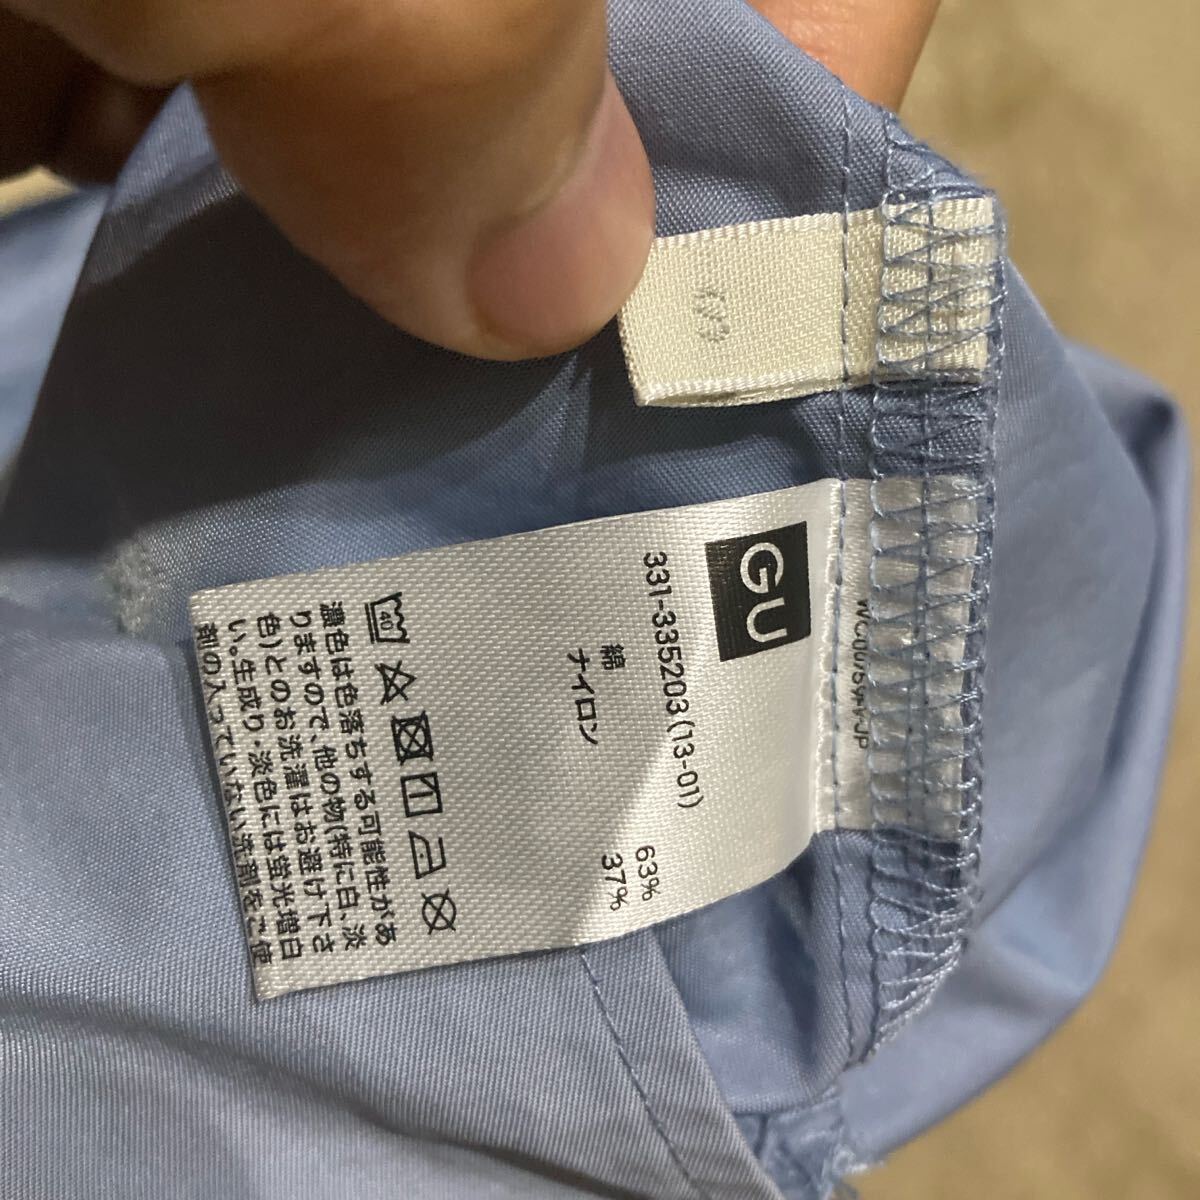 GU
331-335203(13-01)
綿 63%
ナイロン 37%
40
濃色は色落ちする可能性があ
りますので、他の物(特に白、淡
色)とのお洗濯はお避け下さ
い。生成り・淡色には蛍光増白
剤の入っていない洗剤をご使